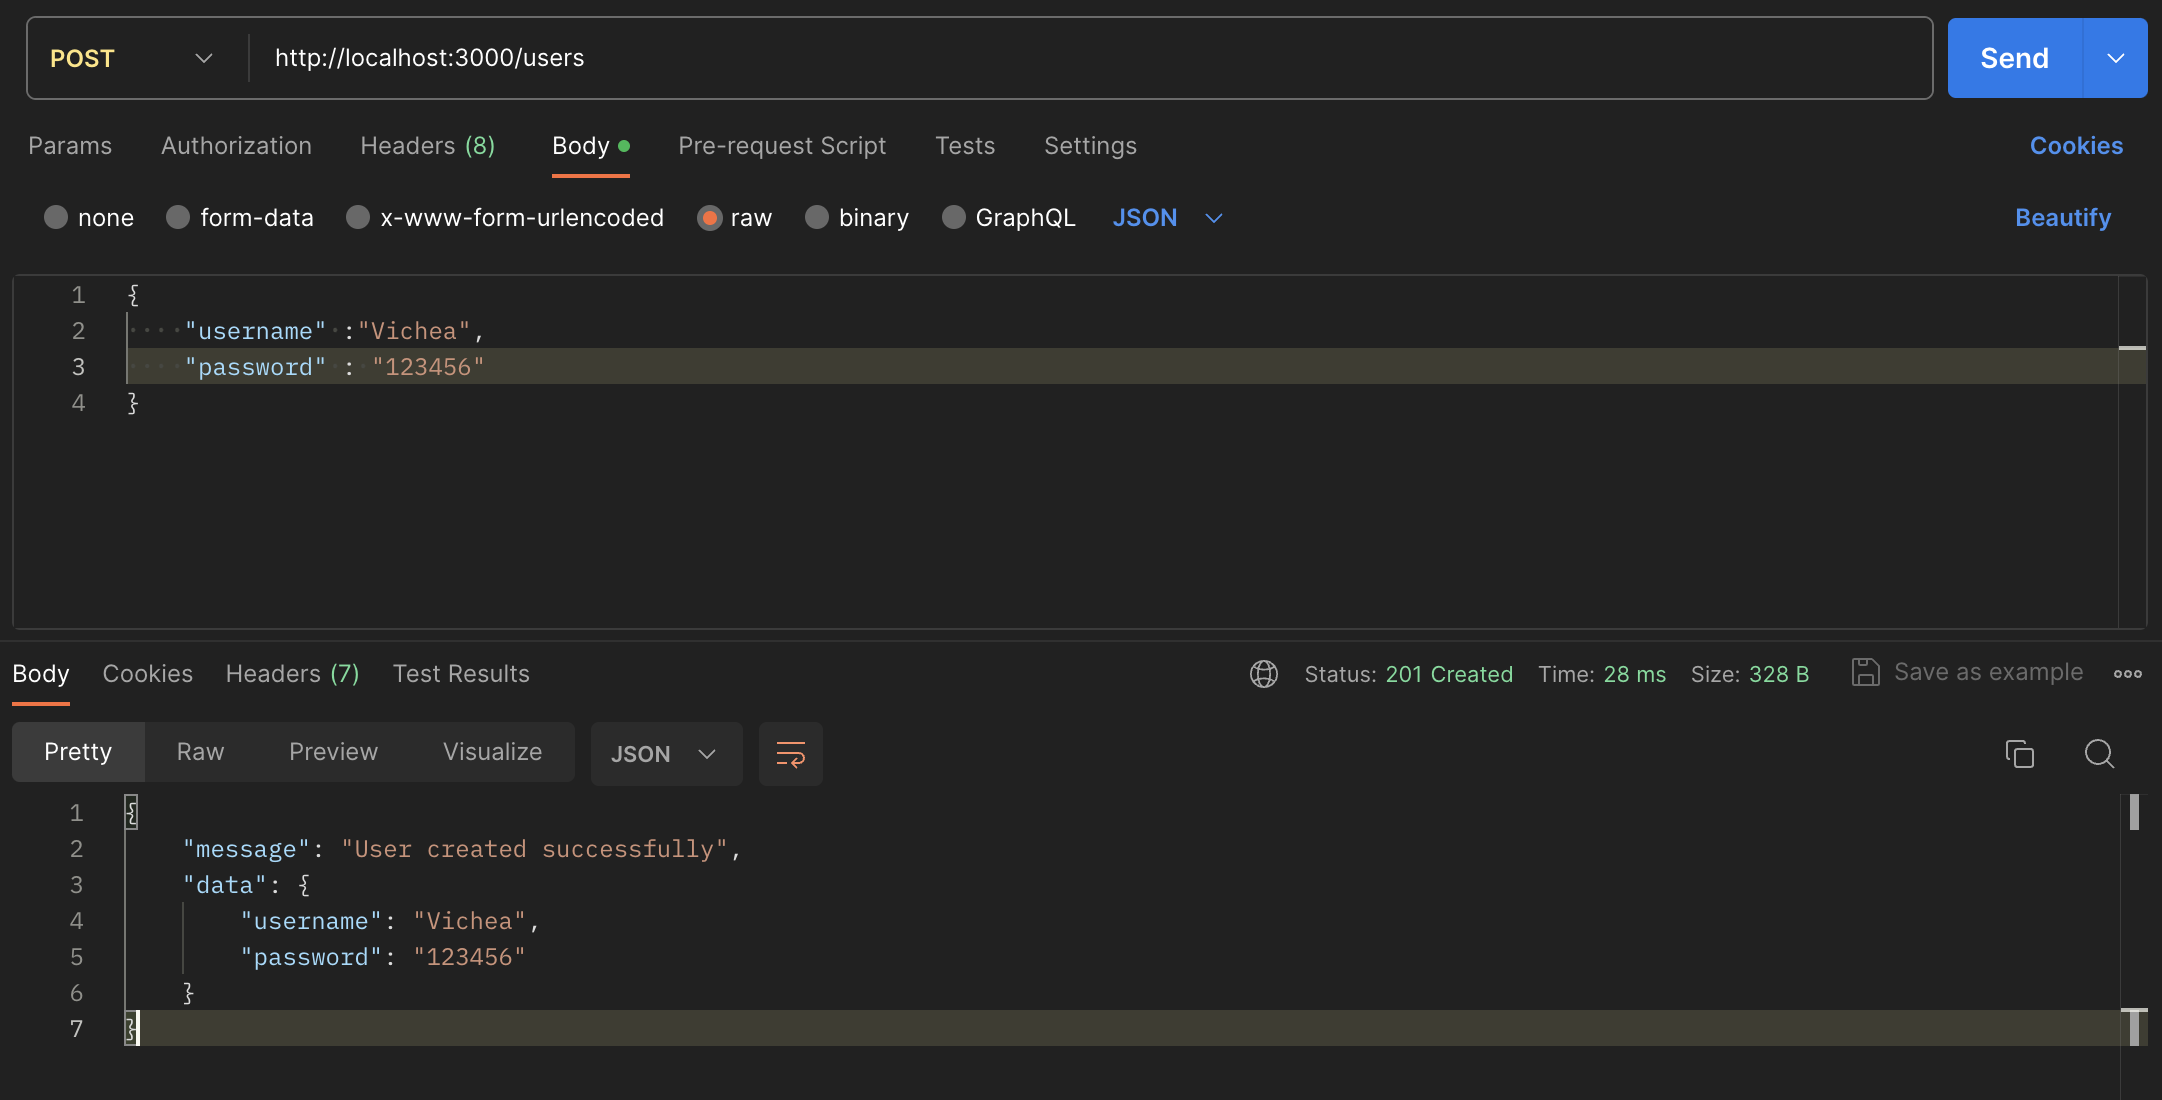 POST http://localhost:3000/users Send
Params Authorization Headers (8) Body Pre-request Script Tests Settings Cookies
none form-data x-www-form-urlencoded raw binary GraphQL JSON Beautify
1 {
2 "username" :"Vichea",
3 "password" : "123456"
4 }
Body Cookies Headers (7) Test Results Status: 201 Created Time: 28 ms Size: 328 B Save as example
Pretty Raw Preview Visualize JSON
1 {
2 "message": "User created successfully",
3 "data": {
4 "username": "Vichea",
5 "password": "123456"
6 }
7 }